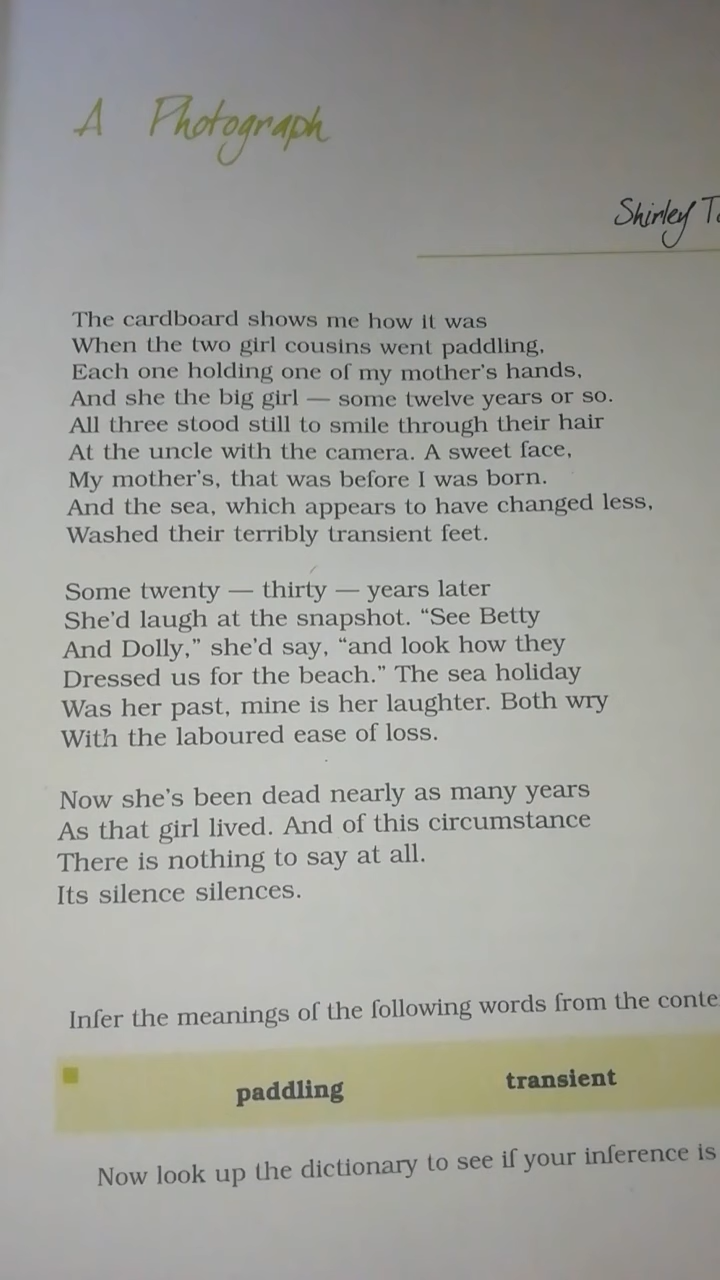 A Photograph
Shirley
The cardboard shows me how it was
When the two girl cousins went paddling,
Each one holding one of my mother's hands,
And she the big girl — some twelve years or so.
All three stood still to smile through their hair
At the uncle with the camera. A sweet face,
My mother's, that was before I was born.
And the sea, which appears to have changed less,
Washed their terribly transient feet.
Some twenty — thirty — years later
She'd laugh at the snapshot. “See Betty
And Dolly,” she'd say, “and look how they
Dressed us for the beach.” The sea holiday
Was her past, mine is her laughter. Both wry
With the laboured ease of loss.
Now she's been dead nearly as many years
As that girl lived. And of this circumstance
There is nothing to say at all.
Its silence silences.
Infer the meanings of the following words from the
paddling transient
Now look up the dictionary to see if your inference is